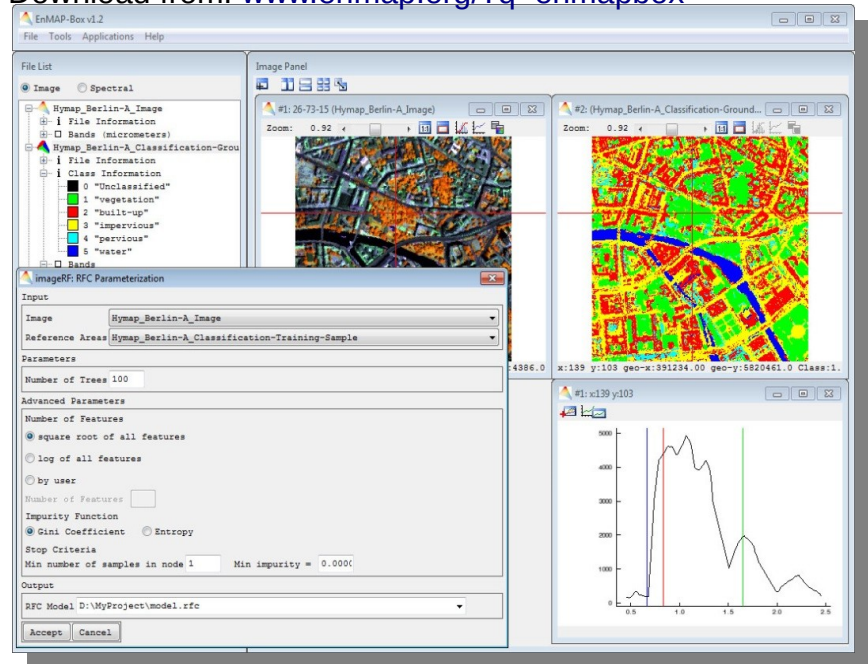 Download from: www.enmap.org/?q=enmapbox
EnMAP-Box v1.2
File Tools Applications Help
File List
Image Spectral
Hymap_Berlin-A_Image
File Information
Bands (micrometers)
Hymap_Berlin-A_Classification-Grou
File Information
Class Information
0 "Unclassified"
1 "vegetation"
2 "built-up"
3 "impervious"
4 "pervious"
5 "water"
Bands
Image Panel
#1: 26-73-15 (Hymap_Berlin-A_Image)
Zoom: 0.92
4386.0
#2: (Hymap_Berlin-A_Classification-Ground...
Zoom: 0.92
x:139 y:103 geo-x:391234.00 geo-y:5820461.0 Class:1.
imageRF: RFC Parameterization
Input
Image Hymap_Berlin-A_Image
Reference Areas Hymap_Berlin-A_Classification-Training-Sample
Parameters
Number of Trees 100
Advanced Parameters
Number of Features
square root of all features
log of all features
by user
Number of Features
Impurity Function
Gini Coefficient Entropy
Stop Criteria
Min number of samples in node 1 Min impurity = 0.000
Output
RFC Model D:\MyProject\model.rfc
Accept Cancel
#1: x:139 y:103
5000
4000
3000
2000
1000
0
0.5 1.0 1.5 2.0 2.5